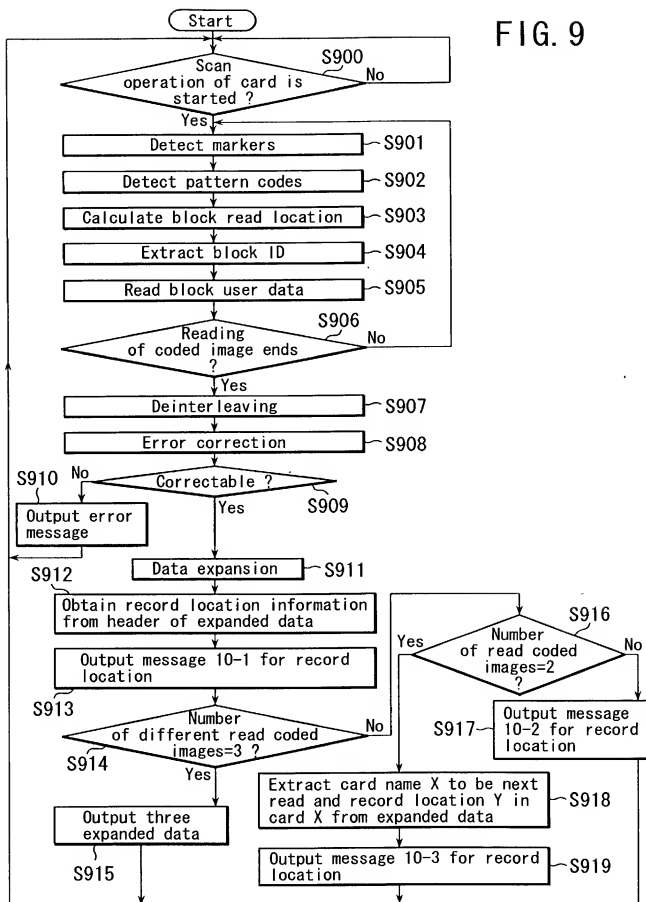 FIG. 9
Start
S900
Scan
operation of card is
started ?
No
Yes
Detect markers
S901
Detect pattern codes
S902
Calculate block read location
S903
Extract block ID
S904
Read block user data
S905
S906
Reading
of coded image ends
?
No
Yes
Deinterleaving
S907
Error correction
S908
S910
No
Correctable ?
S909
Output error
message
Yes
S912
Data expansion
S911
Obtain record location information
from header of expanded data
Output message 10-1 for record
location
S913
Number
of different read coded
images=3 ?
No
S914
Yes
Output three
expanded data
S915
S916
Yes
Number
of read coded
images=2
?
No
S917
Output message
10-2 for record
location
Extract card name X to be next
read and record location Y in
card X from expanded data
S918
Output message 10-3 for record
location
S919